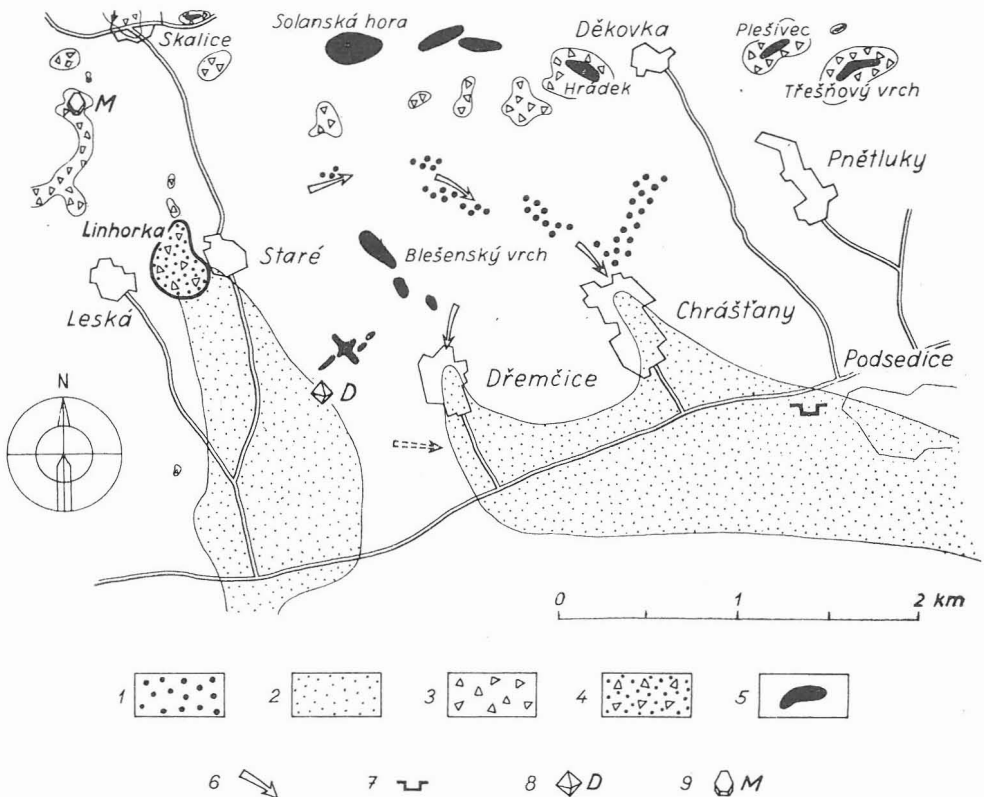 Skalice
Solanská hora
Děkovka
Plešivec
Hrádek
Třešňový vrch
M
Pnětluky
Linhorka
Staré
Blešenský vrch
Leská
Chrášťany
Podsedice
D
Dřemčice
N
0 1 2 km
1 2 3 4 5
6 7 8 D 9 M